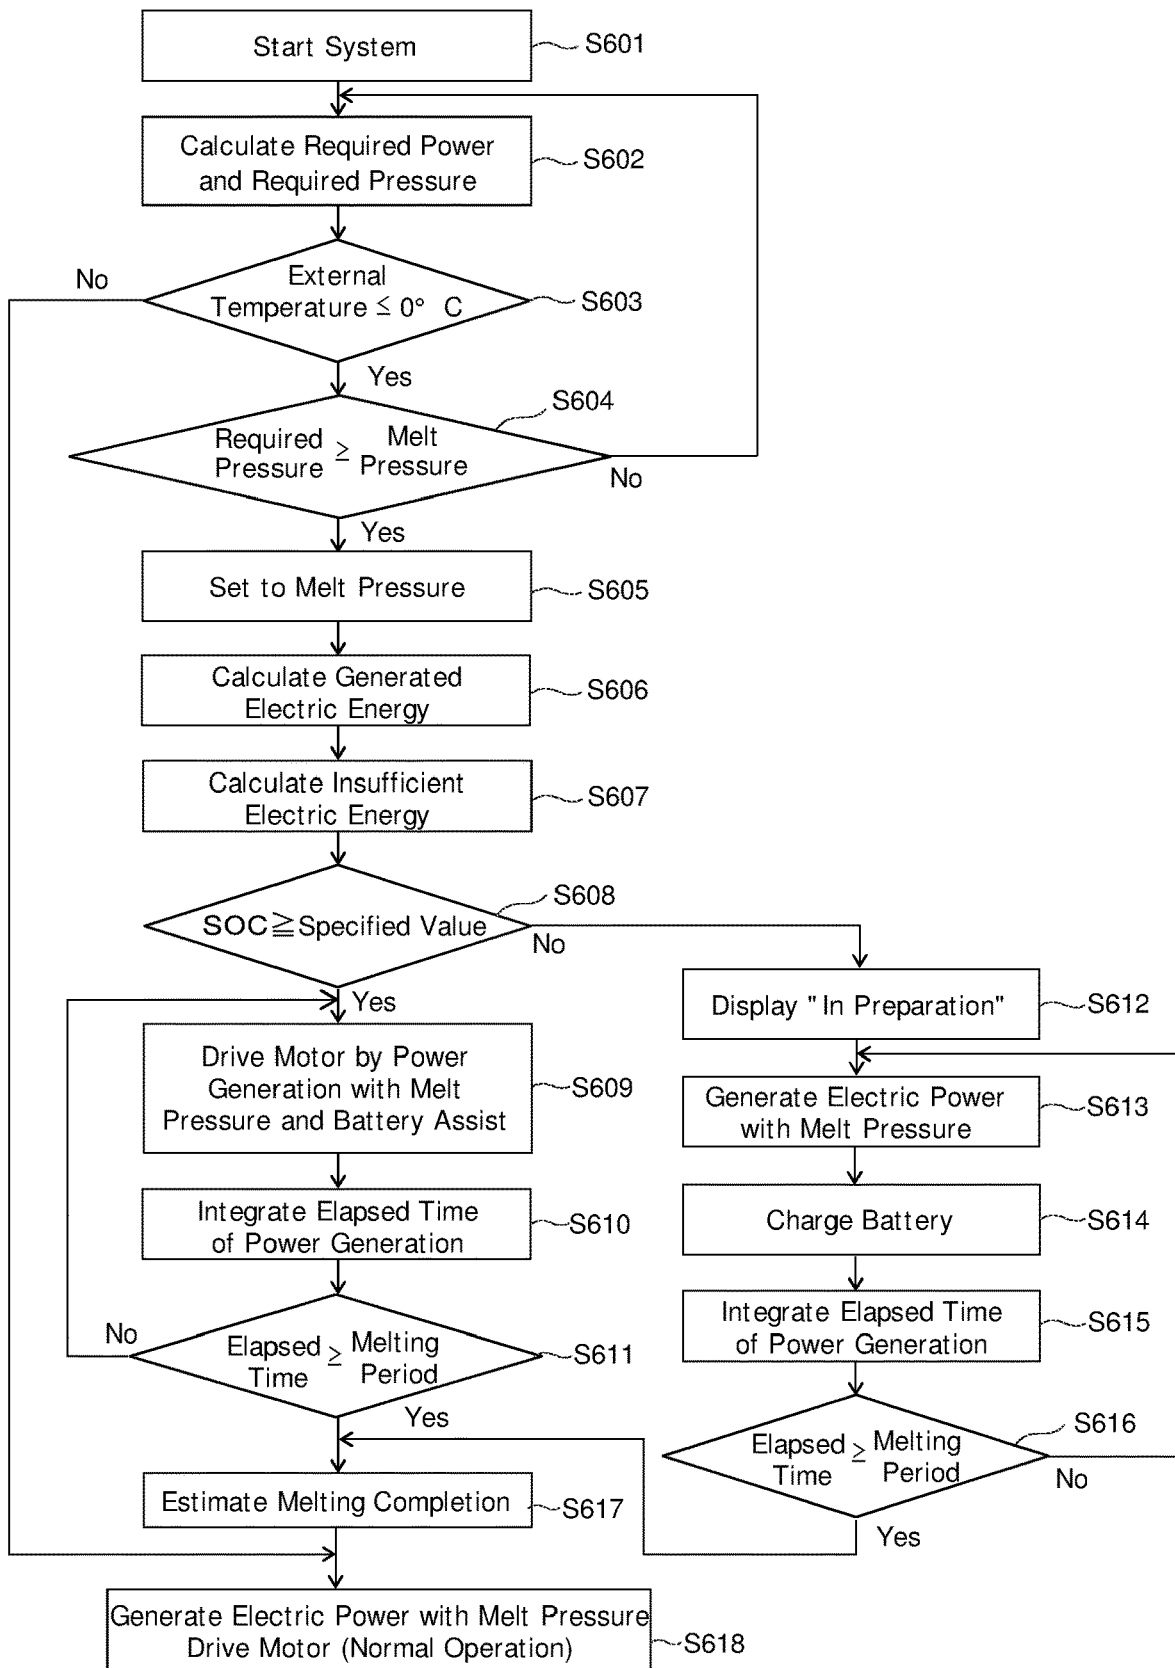 Start System
S601
Calculate Required Power
and Required Pressure
S602
No
External
Temperature ≦ 0° C
S603
Yes
S604
Required ≥ Melt
Pressure Pressure
No
Yes
Set to Melt Pressure
S605
Calculate Generated
Electric Energy
S606
Calculate Insufficient
Electric Energy
S607
S608
SOC≧Specified Value
No
Yes
Drive Motor by Power
Generation with Melt
Pressure and Battery Assist
S609
Integrate Elapsed Time
of Power Generation
S610
No
Elapsed ≥ Melting
Time Period
S611
Yes
Display "In Preparation"
S612
Generate Electric Power
with Melt Pressure
S613
Charge Battery
S614
Integrate Elapsed Time
of Power Generation
S615
S616
Elapsed ≥ Melting
Time Period
No
Yes
Estimate Melting Completion
S617
Generate Electric Power with Melt Pressure
Drive Motor (Normal Operation)
S618